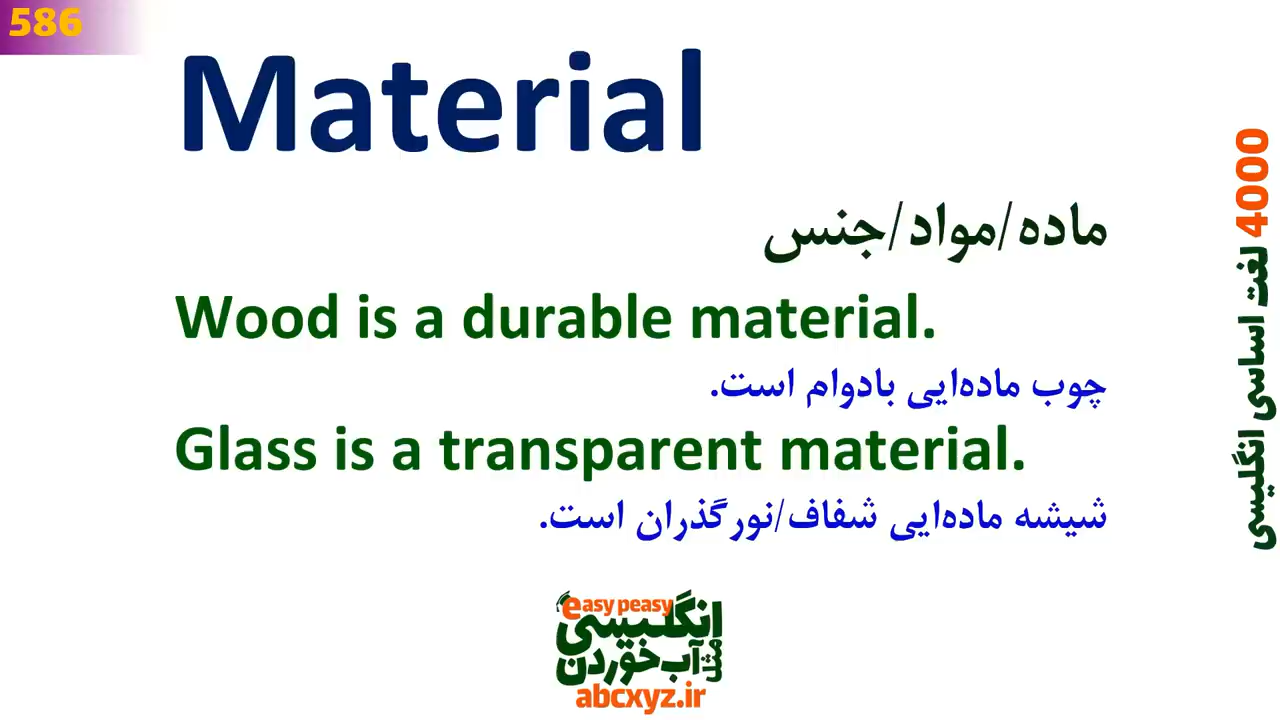 586
Material
ماده/مواد/جنس
Wood is a durable material.
چوب ماده‌ایی بادوام است.
Glass is a transparent material.
شیشه ماده‌ایی شفاف/نورگذران است.
4000 لغت اساسی انگلیسی
easy peasy
انگلیسی
مثل آب خوردن
abcxyz.ir